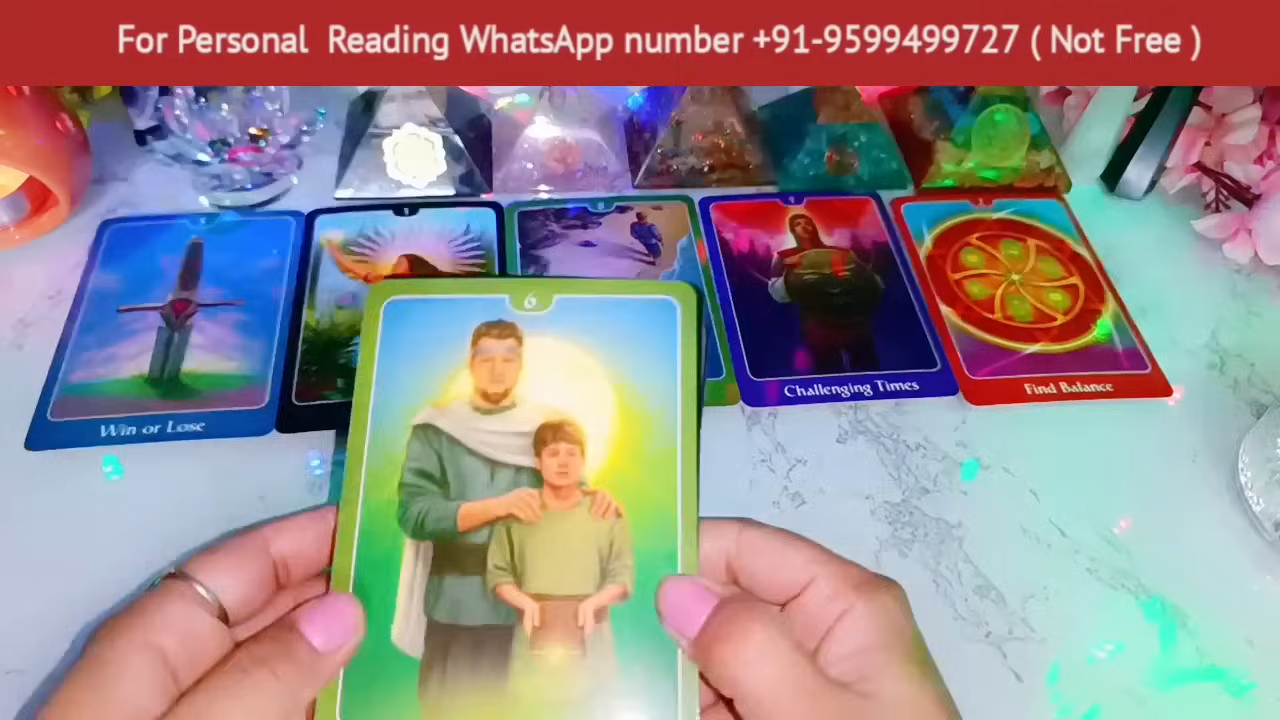 For Personal  Reading WhatsApp number +91-9599499727 ( Not Free )
6
Win or Lose
Challenging Times
Find Balance